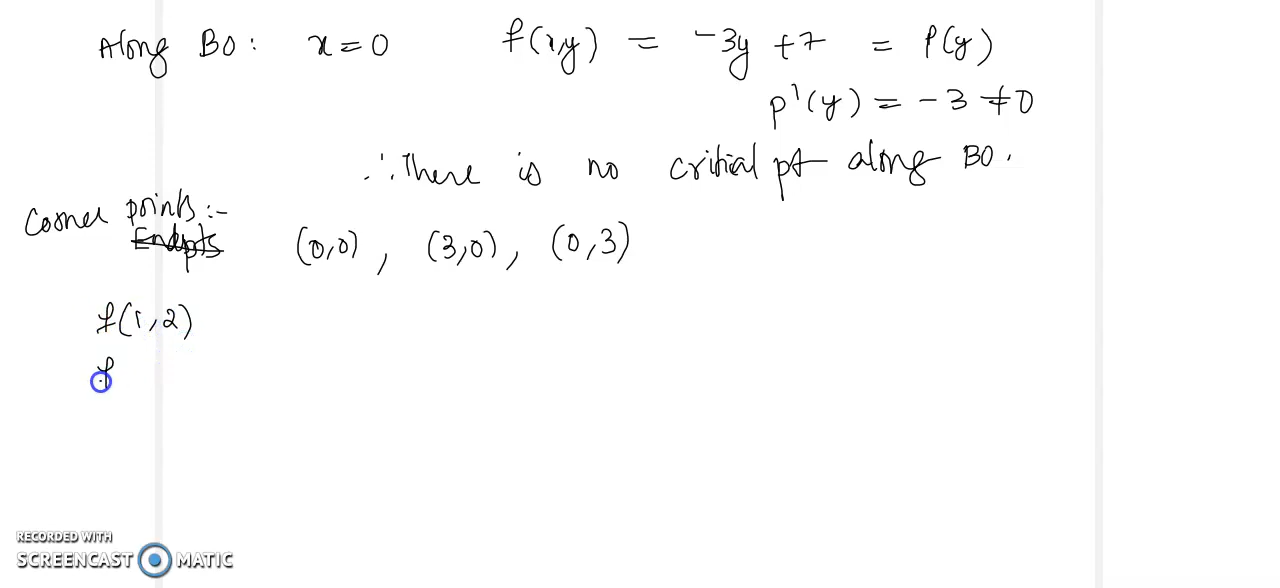 Along BO: x=0 f(x,y) = -3y +7 = p(y)
p'(y) = -3 ≠0
∴ There is no critical pt along BO.
Corner points:-
Endpts (0,0), (3,0), (0,3)
f(1,2)
f
RECORDED WITH
SCREENCAST MATIC